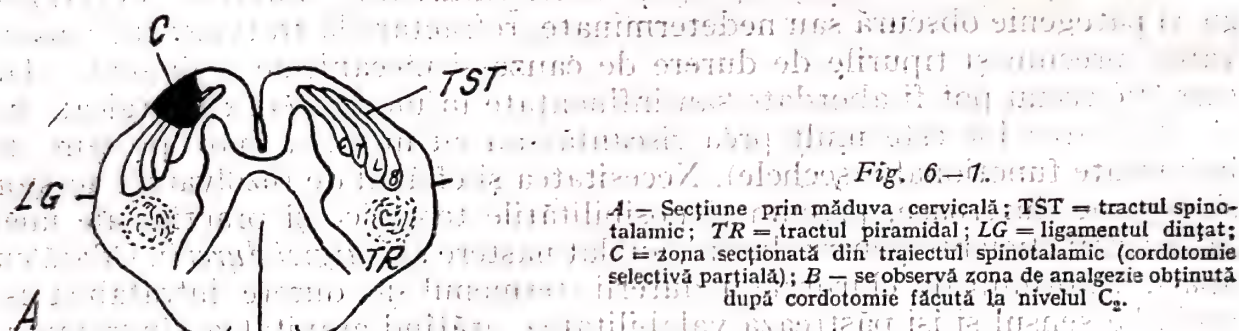 C
TST
C T L S
LG
TR
A
Fig. 6—1.
A — Secțiune prin măduva cervicală; TST = tractul spino-
talamic; TR = tractul piramidal; LG = ligamentul dințat;
C = zona secționată din traiectul spinotalamic (cordotomie
selectivă parțială); B — se observă zona de analgezie obținută
după cordotomie făcută la nivelul C₂.